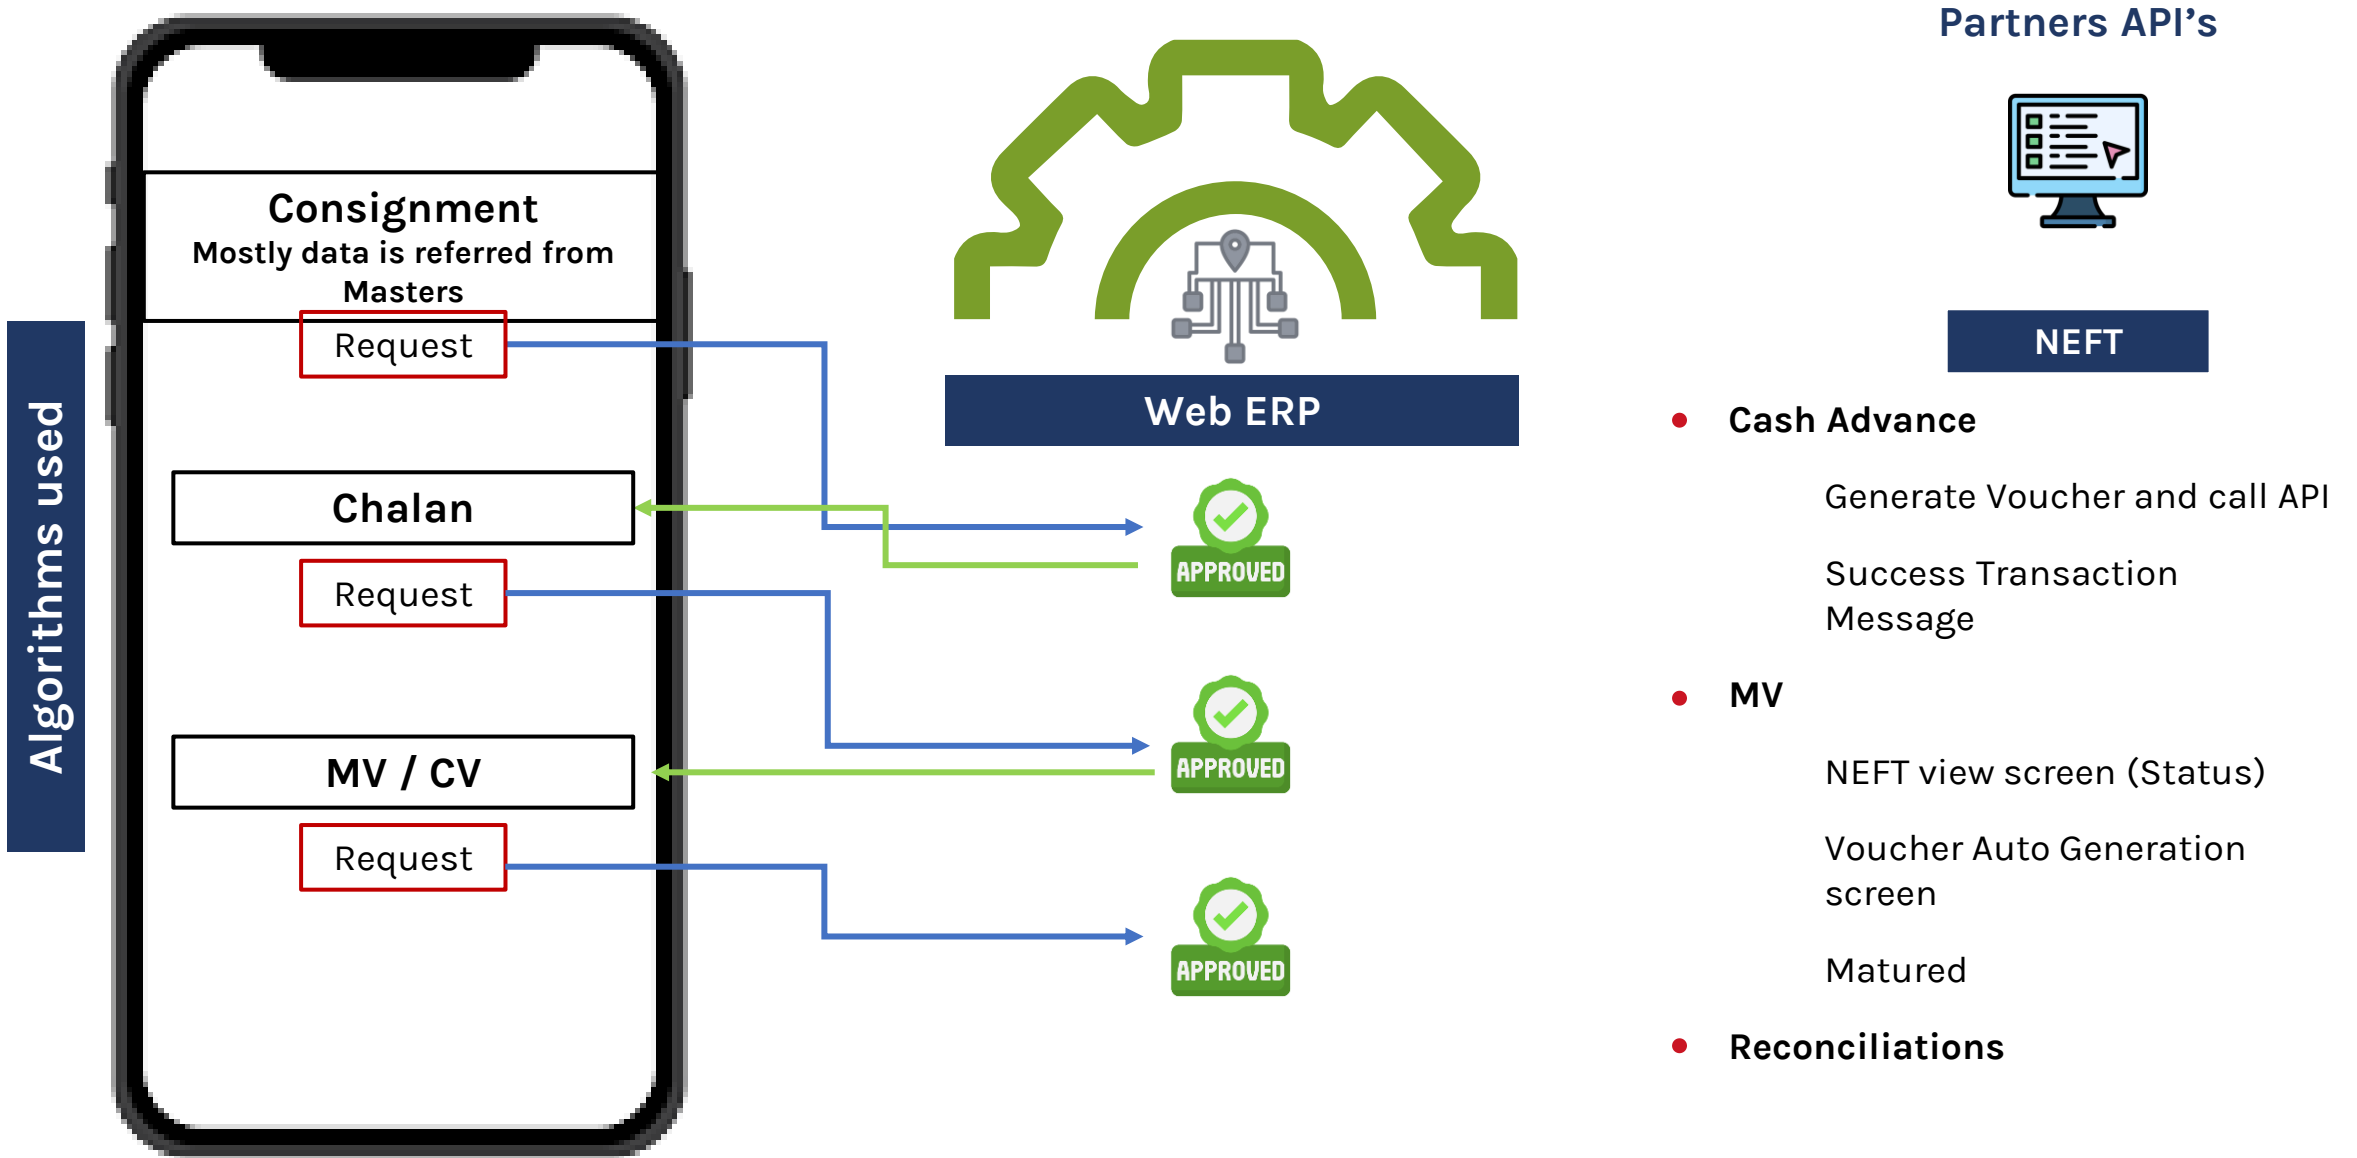 Algorithms used
Consignment
Mostly data is referred from
Masters
Request
Chalan
Request
MV / CV
Request
Web ERP
APPROVED
APPROVED
APPROVED
Partners API’s
NEFT
Cash Advance
Generate Voucher and call API
Success Transaction
Message
MV
NEFT view screen (Status)
Voucher Auto Generation
screen
Matured
Reconciliations